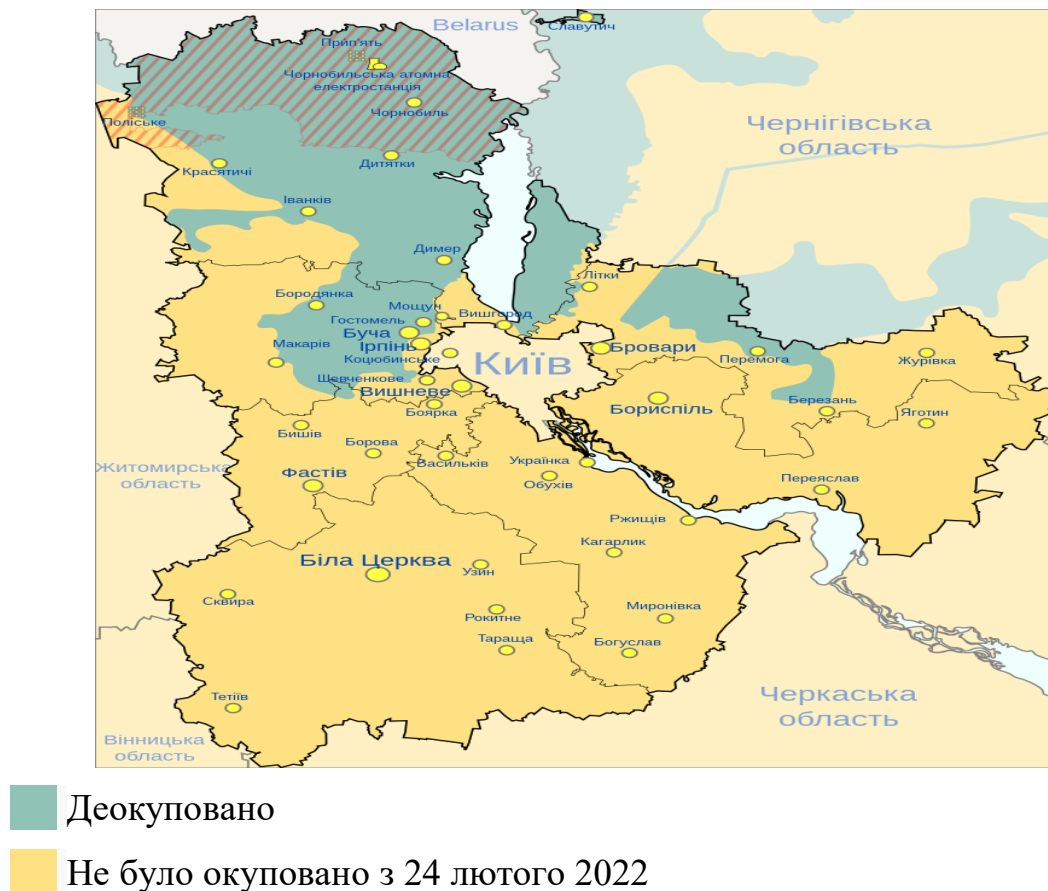 Belarus
Славутич
Прип'ять
Чорнобильська атомна
електростанція
Чорнобиль
Поліське
Чернігівська
область
Красятичі
Дитятки
Іванків
Димер
Літки
Бородянка
Мощун
Гостомель
Вишгород
Буча
Ірпінь
Київ
Бровари
Макарів
Коцюбинське
Перемога
Журівка
Шевченкове
Вишневе
Боярка
Бориспіль
Березань
Яготин
Бишів
Борова
Васильків
Українка
Житомирська
область
Фастів
Обухів
Переяслав
Ржищів
Кагарлик
Біла Церква
Узин
Сквира
Рокитне
Миронівка
Тараща
Богуслав
Тетіїв
Черкаська
область
Вінницька
область
Деокуповано
Не було окуповано з 24 лютого 2022